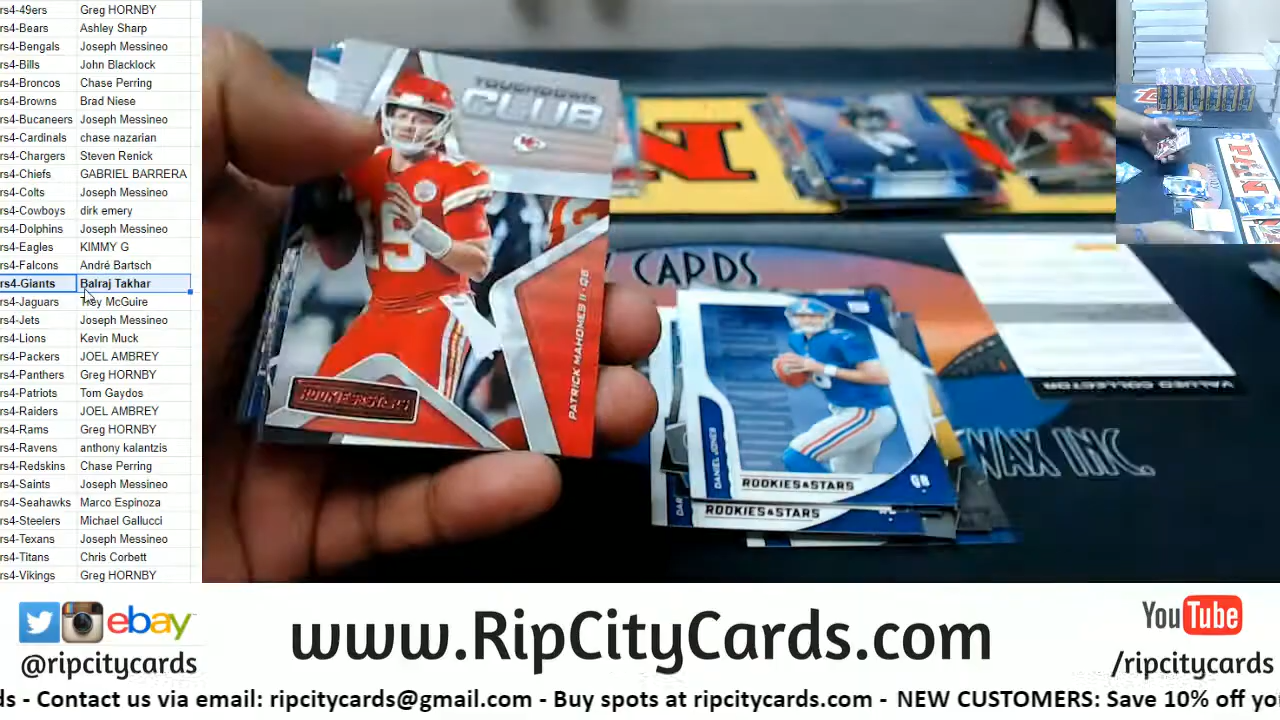 rs4-49ers Greg HORNBY
rs4-Bears Ashley Sharp
rs4-Bengals Joseph Messineo
rs4-Bills John Blacklock
rs4-Broncos Chase Perring
rs4-Browns Brad Niese
rs4-Bucaneers Joseph Messineo
rs4-Cardinals chase nazarian
rs4-Chargers Steven Renick
rs4-Chiefs GABRIEL BARRERA
rs4-Colts Joseph Messineo
rs4-Cowboys dirk emery
rs4-Dolphins Joseph Messineo
rs4-Eagles KIMMY G
rs4-Falcons André Bartsch
rs4-Giants Balraj Takhar
rs4-Jaguars Trey McGuire
rs4-Jets Joseph Messineo
rs4-Lions Kevin Muck
rs4-Packers JOEL AMBREY
rs4-Panthers Greg HORNBY
rs4-Patriots Tom Gaydos
rs4-Raiders JOEL AMBREY
rs4-Rams Greg HORNBY
rs4-Ravens anthony kalantzis
rs4-Redskins Chase Perring
rs4-Saints Joseph Messineo
rs4-Seahawks Marco Espinoza
rs4-Steelers Michael Gallucci
rs4-Texans Joseph Messineo
rs4-Titans Chris Corbett
rs4-Vikings Greg HORNBY
TOUCHDOWN
CLUB
15
PATRICK MAHOMES II • QB
ROOKIES&STARS
CARDS
WAX INC.
VALUED COLLECTOR
DANIEL JONES
ROOKIES&STARS
QB
DAR
ROOKIES&STARS
PANI
ebay
@ripcitycards
www.RipCityCards.com
YouTube
/ripcitycards
ds - Contact us via email: ripcitycards@gmail.com - Buy spots at ripcitycards.com - NEW CUSTOMERS: Save 10% off yo